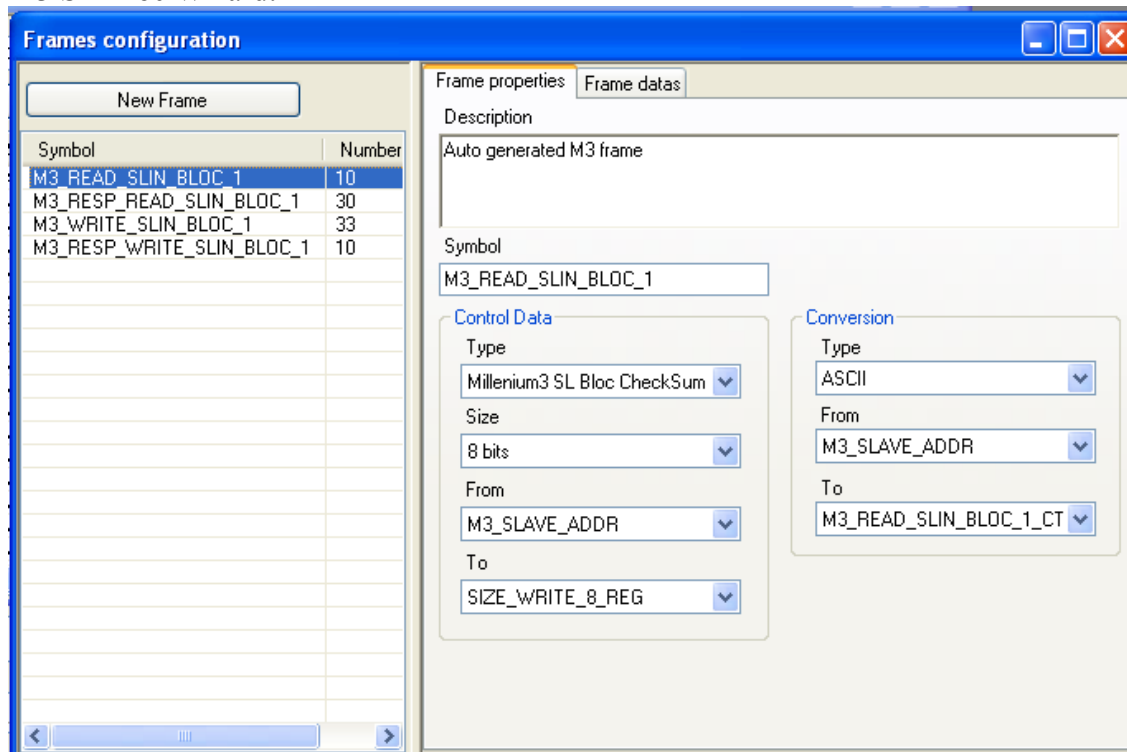 Frames configuration
New Frame
Symbol Number
M3_READ_SLIN_BLOC_1 10
M3_RESP_READ_SLIN_BLOC_1 30
M3_WRITE_SLIN_BLOC_1 33
M3_RESP_WRITE_SLIN_BLOC_1 10
Frame properties Frame datas
Description
Auto generated M3 frame
Symbol
M3_READ_SLIN_BLOC_1
Control Data
Type
Millenium3 SL Bloc CheckSum
Size
8 bits
From
M3_SLAVE_ADDR
To
SIZE_WRITE_8_REG
Conversion
Type
ASCII
From
M3_SLAVE_ADDR
To
M3_READ_SLIN_BLOC_1_CT